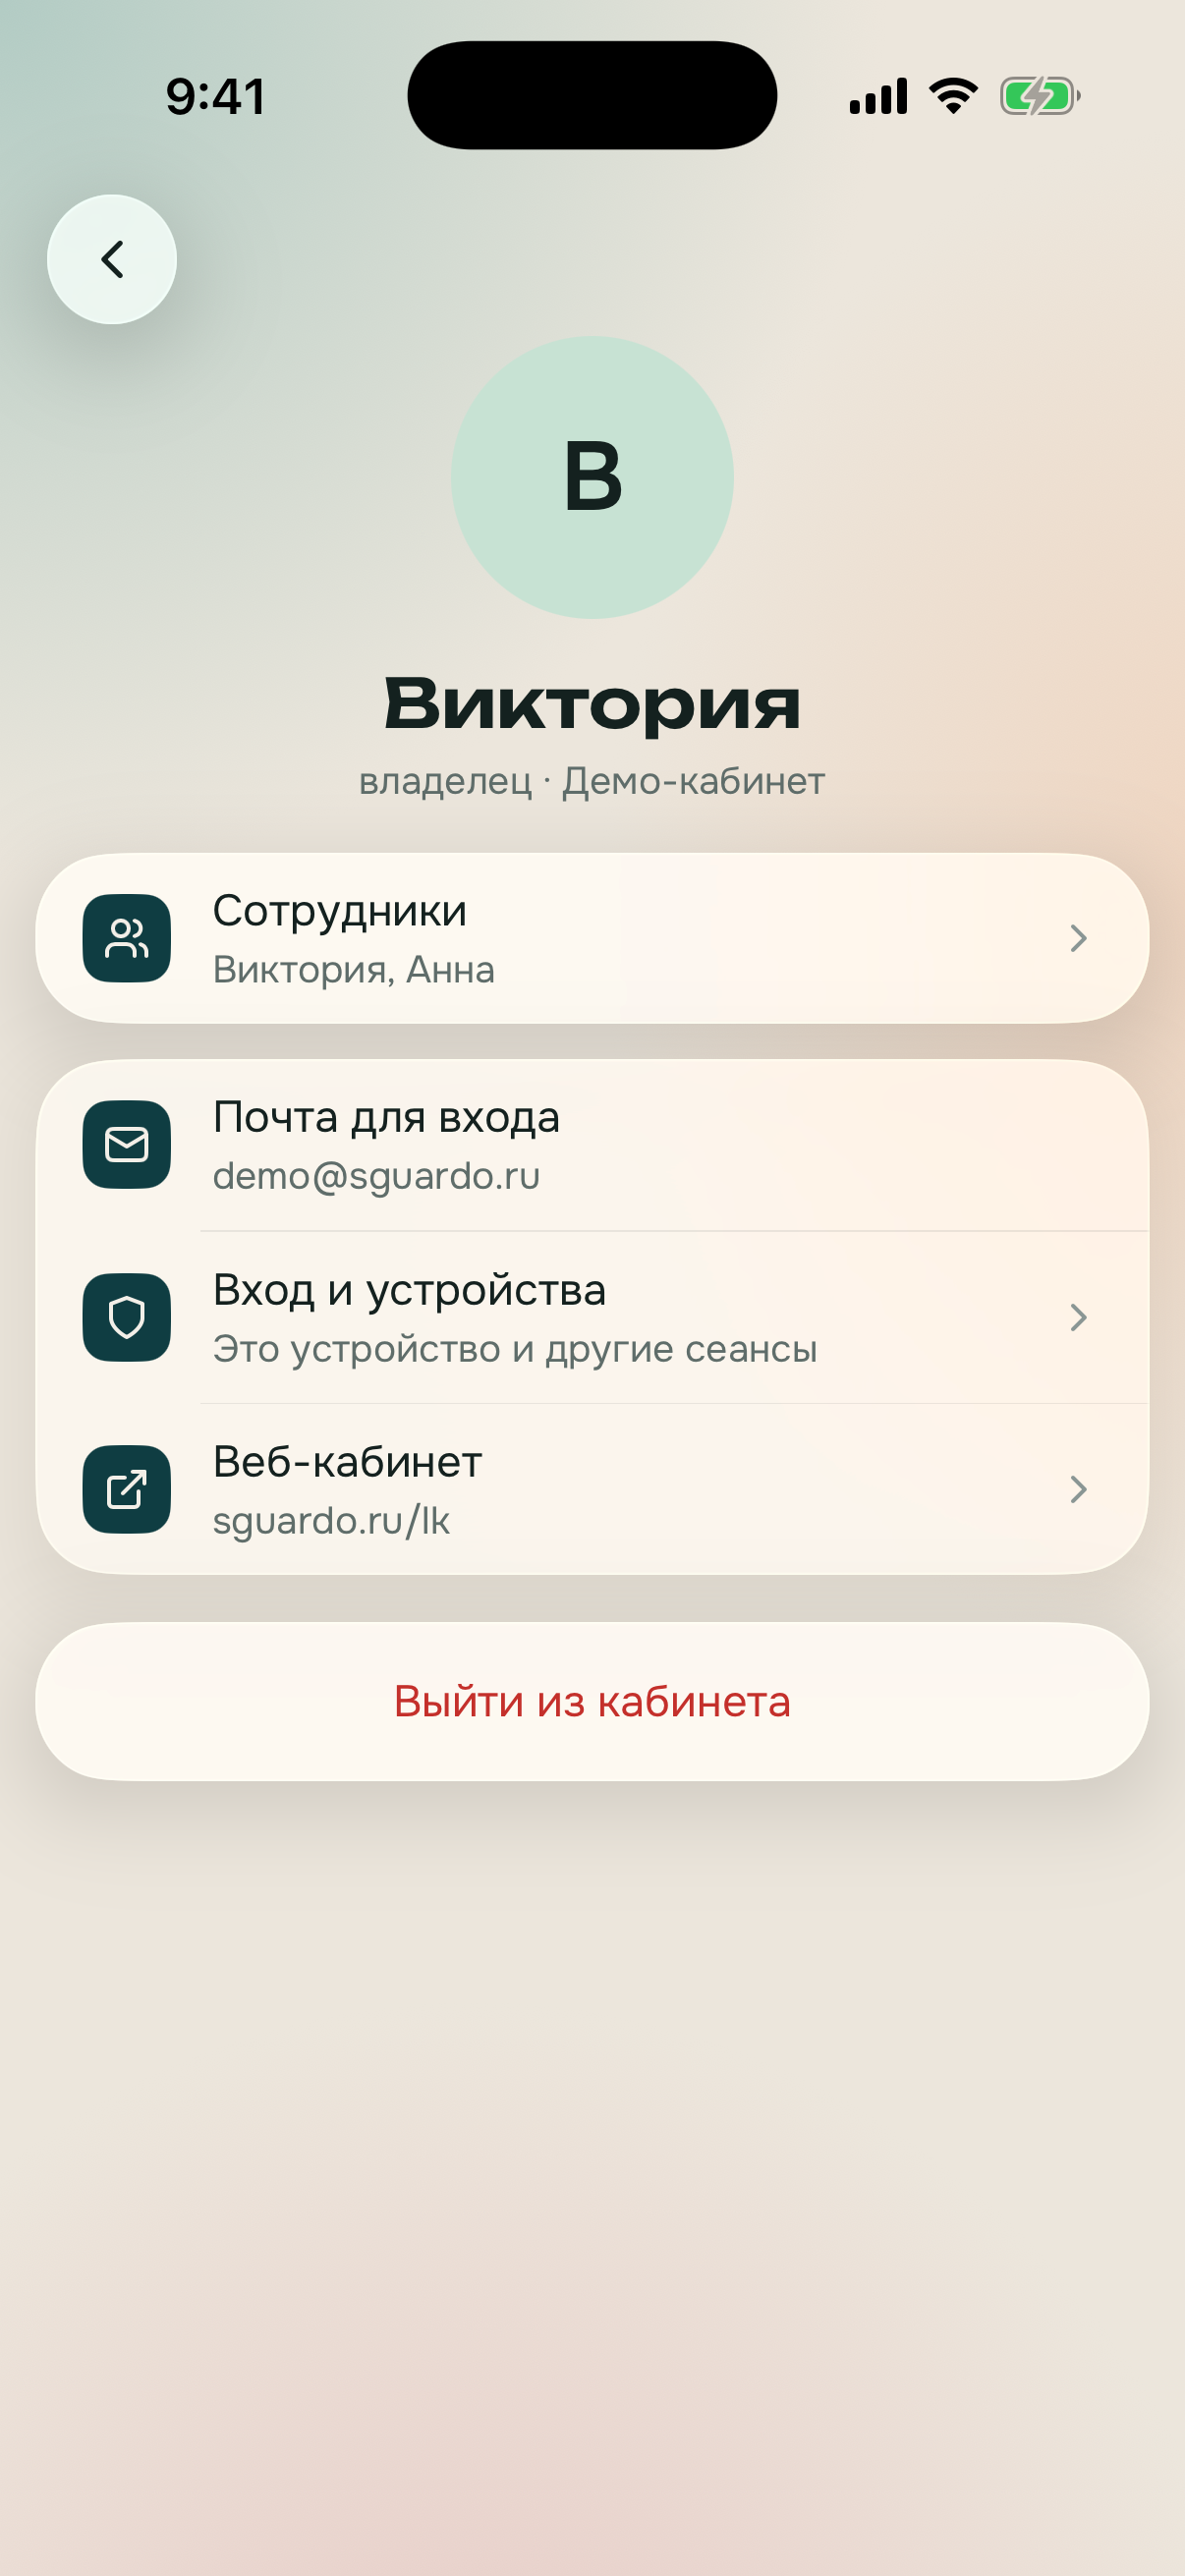 9:41
В
Виктория
владелец · Демо-кабинет
Сотрудники
Виктория, Анна
Почта для входа
demo@sguardo.ru
Вход и устройства
Это устройство и другие сеансы
Веб-кабинет
sguardo.ru/lk
Выйти из кабинета